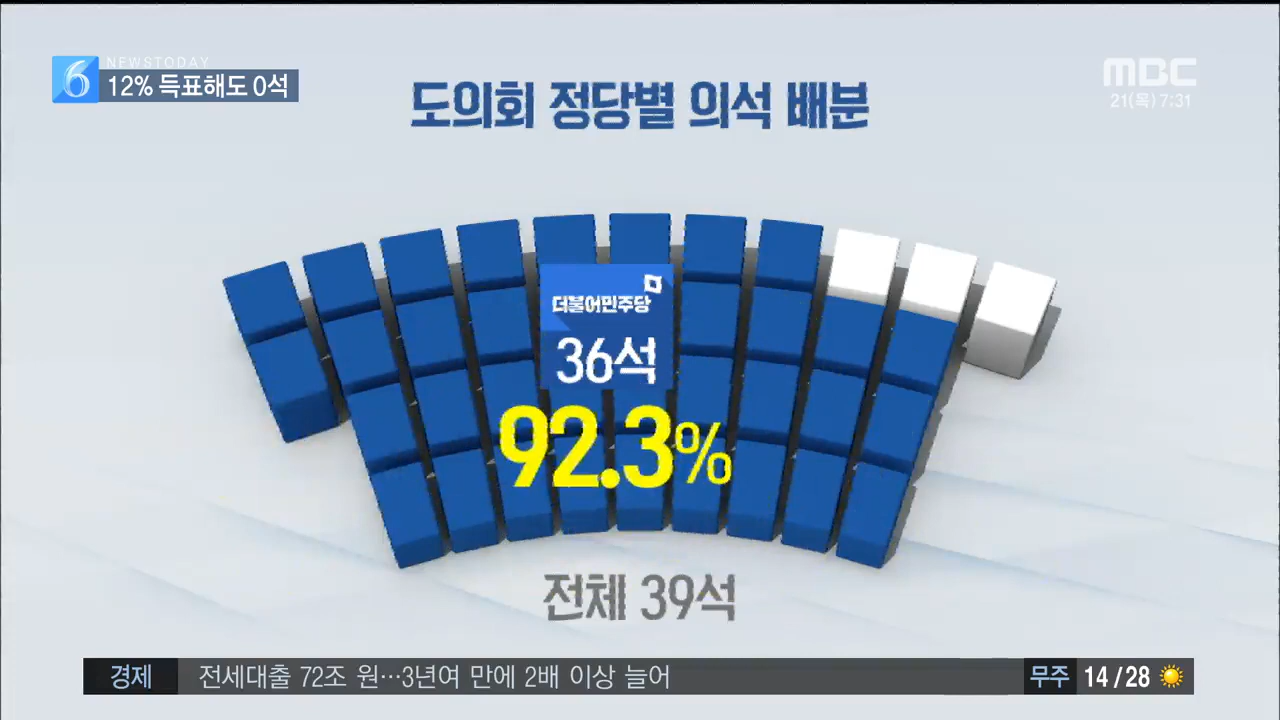 NEWSTODAY
6 12% 득표해도 0석
MBC
21(목) 7:31
도의회 정당별 의석 배분
더불어민주당
36석
92.3%
전체 39석
경제 전세대출 72조 원…3년여 만에 2배 이상 늘어 무주 14/28